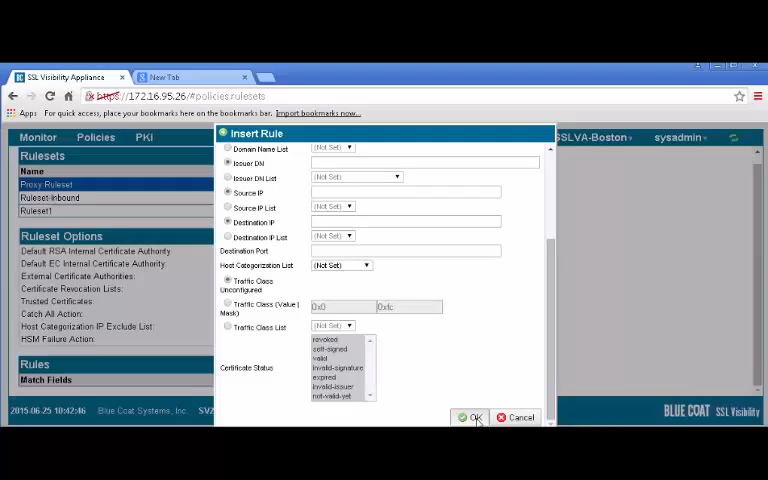 SSL Visibility Appliance × New Tab ×
https://172.16.95.26/#policies.rulesets
Apps For quick access, place your bookmarks here on the bookmarks bar. Import bookmarks now...
Monitor Policies PKI
SSLVA-Boston sysadmin
Rulesets
Name
Proxy Ruleset
Ruleset-Inbound
Ruleset1
Ruleset Options
Default RSA Internal Certificate Authority
Default EC Internal Certificate Authority
External Certificate Authorities:
Certificate Revocation Lists:
Trusted Certificates:
Catch All Action:
Host Categorization IP Exclude List
HSM Failure Action:
Rules
Match Fields
Insert Rule
Domain Name List (Not Set)
Issuer DN
Issuer DN List (Not Set)
Source IP
Source IP List (Not Set)
Destination IP
Destination IP List (Not Set)
Destination Port
Host Categorization List (Not Set)
Traffic Class
Unconfigured
Traffic Class (Value | Mask) 0x0 0xfc
Traffic Class List (Not Set)
Certificate Status
revoked
self-signed
valid
invalid-signature
expired
invalid-issuer
not-valid-yet
OK Cancel
2015-06-25 10:42:46 Blue Coat Systems, Inc. SV2
BLUE COAT SSL Visibility